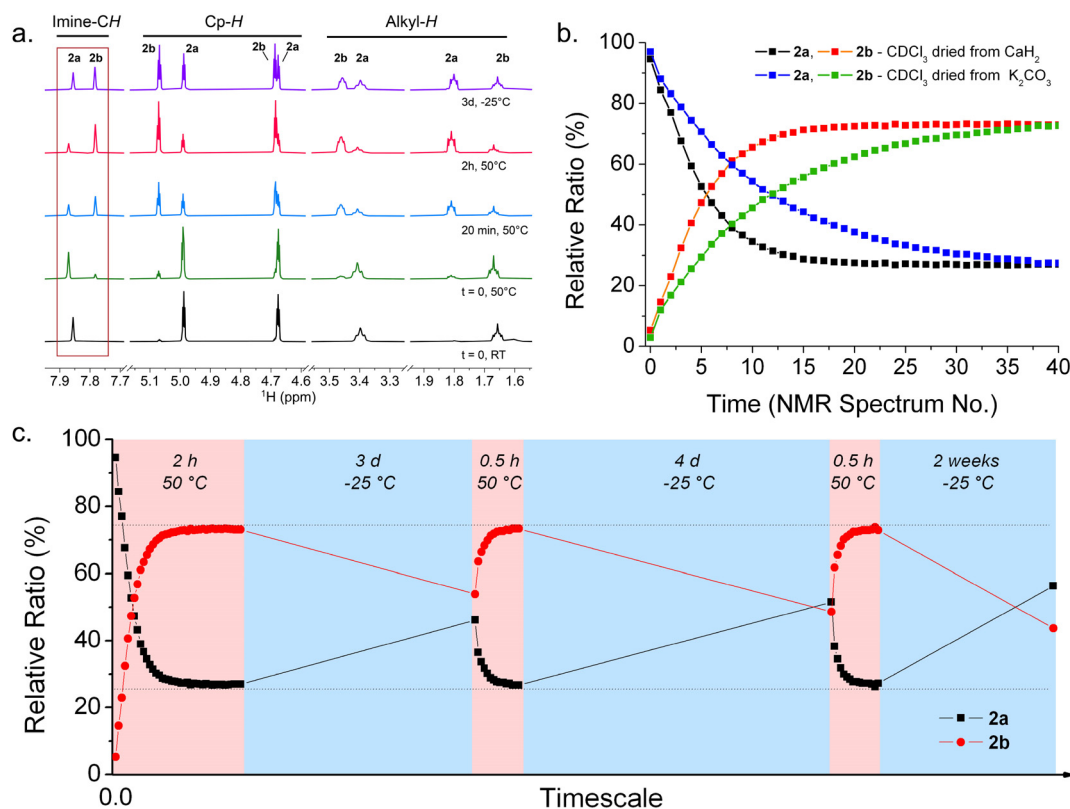 a.
Imine-CH
Cp-H
Alkyl-H
2a 2b
2b 2a
2b 2a
2b 2a
2a 2b
3d, -25°C
2h, 50°C
20 min, 50°C
t = 0, 50°C
t = 0, RT
7.9 7.8 7.7 5.1 5.0 4.9 4.8 4.7 4.6 3.5 3.4 3.3 1.9 1.8 1.7 1.6
¹H (ppm)
b.
2a, 2b - CDCl₃ dried from CaH₂
2a, 2b - CDCl₃ dried from K₂CO₃
Relative Ratio (%)
100
80
60
40
20
0
0 5 10 15 20 25 30 35 40
Time (NMR Spectrum No.)
c.
Relative Ratio (%)
100
80
60
40
20
0
2 h
50 °C
3 d
-25 °C
0.5 h
50 °C
4 d
-25 °C
0.5 h
50 °C
2 weeks
-25 °C
2a
2b
0.0
Timescale